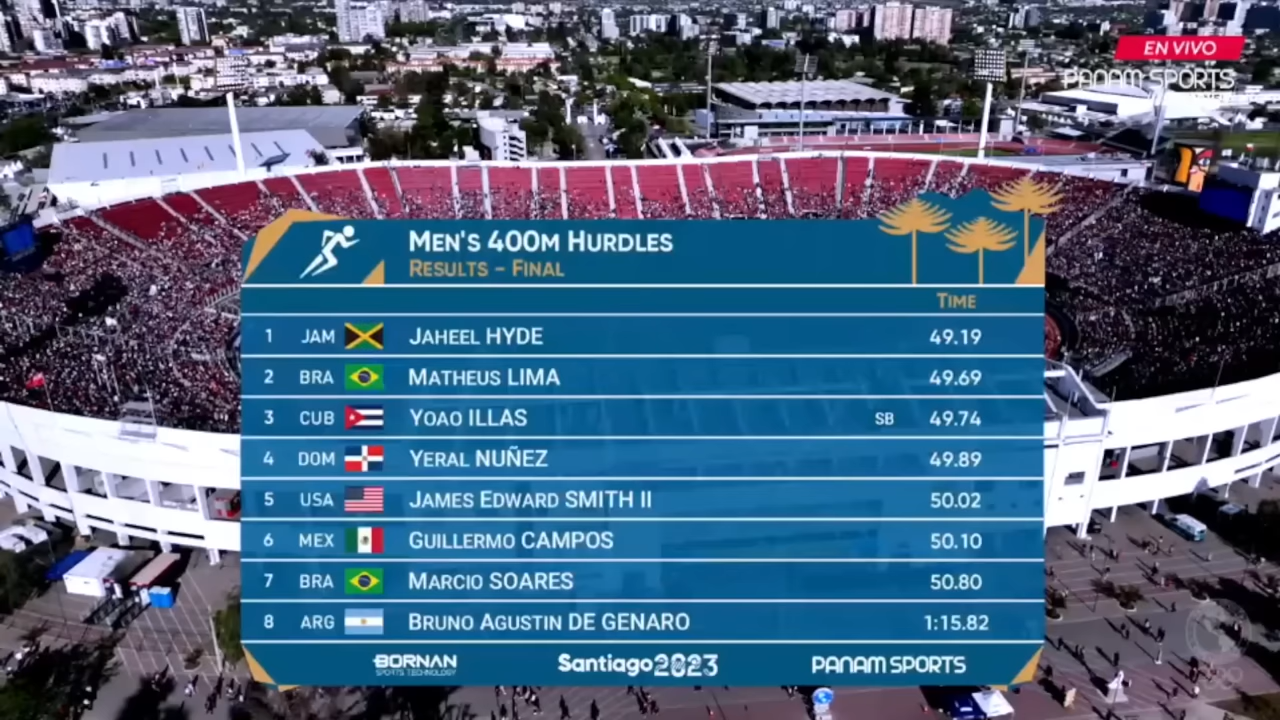 EN VIVO
PANAM SPORTS
MEN'S 400M HURDLES
RESULTS - FINAL
TIME
1 JAM JAHEEL HYDE 49.19
2 BRA MATHEUS LIMA 49.69
3 CUB YOAO ILLAS SB 49.74
4 DOM YERAL NUÑEZ 49.89
5 USA JAMES EDWARD SMITH II 50.02
6 MEX GUILLERMO CAMPOS 50.10
7 BRA MARCIO SOARES 50.80
8 ARG BRUNO AGUSTIN DE GENARO 1:15.82
BORNAN Santiago2023 PANAM SPORTS
SPORTS TECHNOLOGY